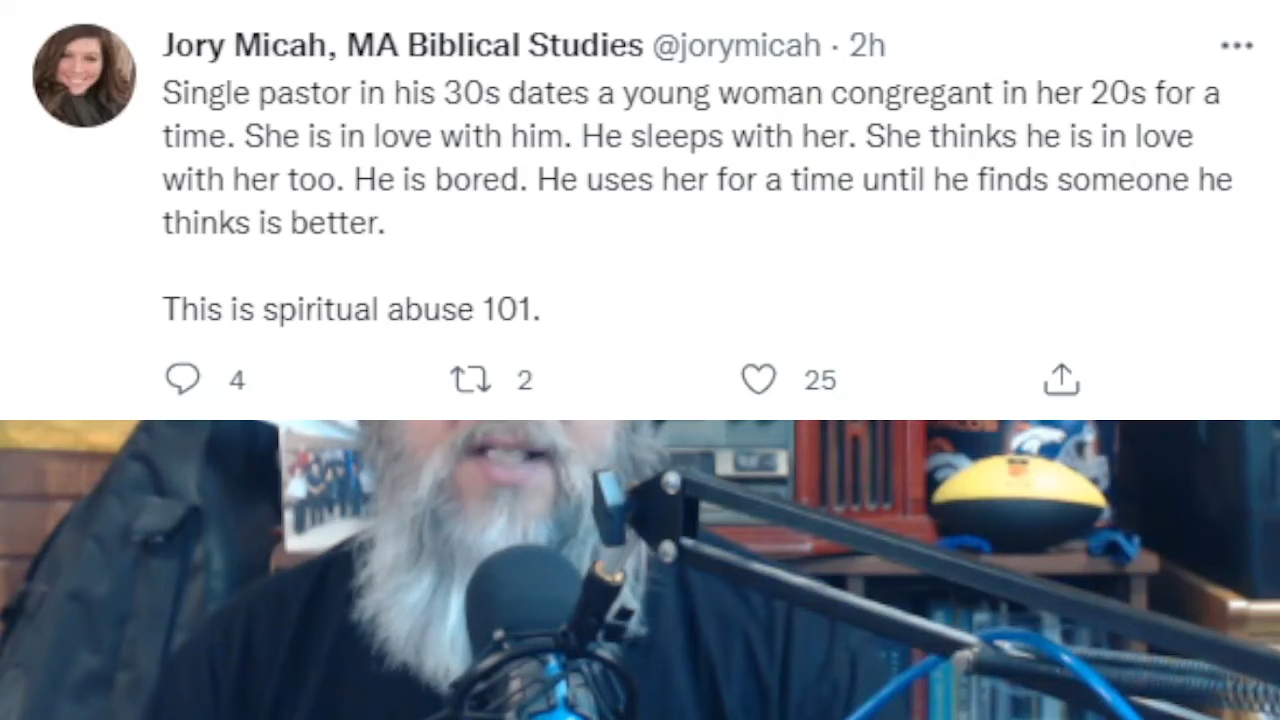 Jory Micah, MA Biblical Studies @jorymicah · 2h
Single pastor in his 30s dates a young woman congregant in her 20s for a
time. She is in love with him. He sleeps with her. She thinks he is in love
with her too. He is bored. He uses her for a time until he finds someone he
thinks is better.
This is spiritual abuse 101.
4 2 25